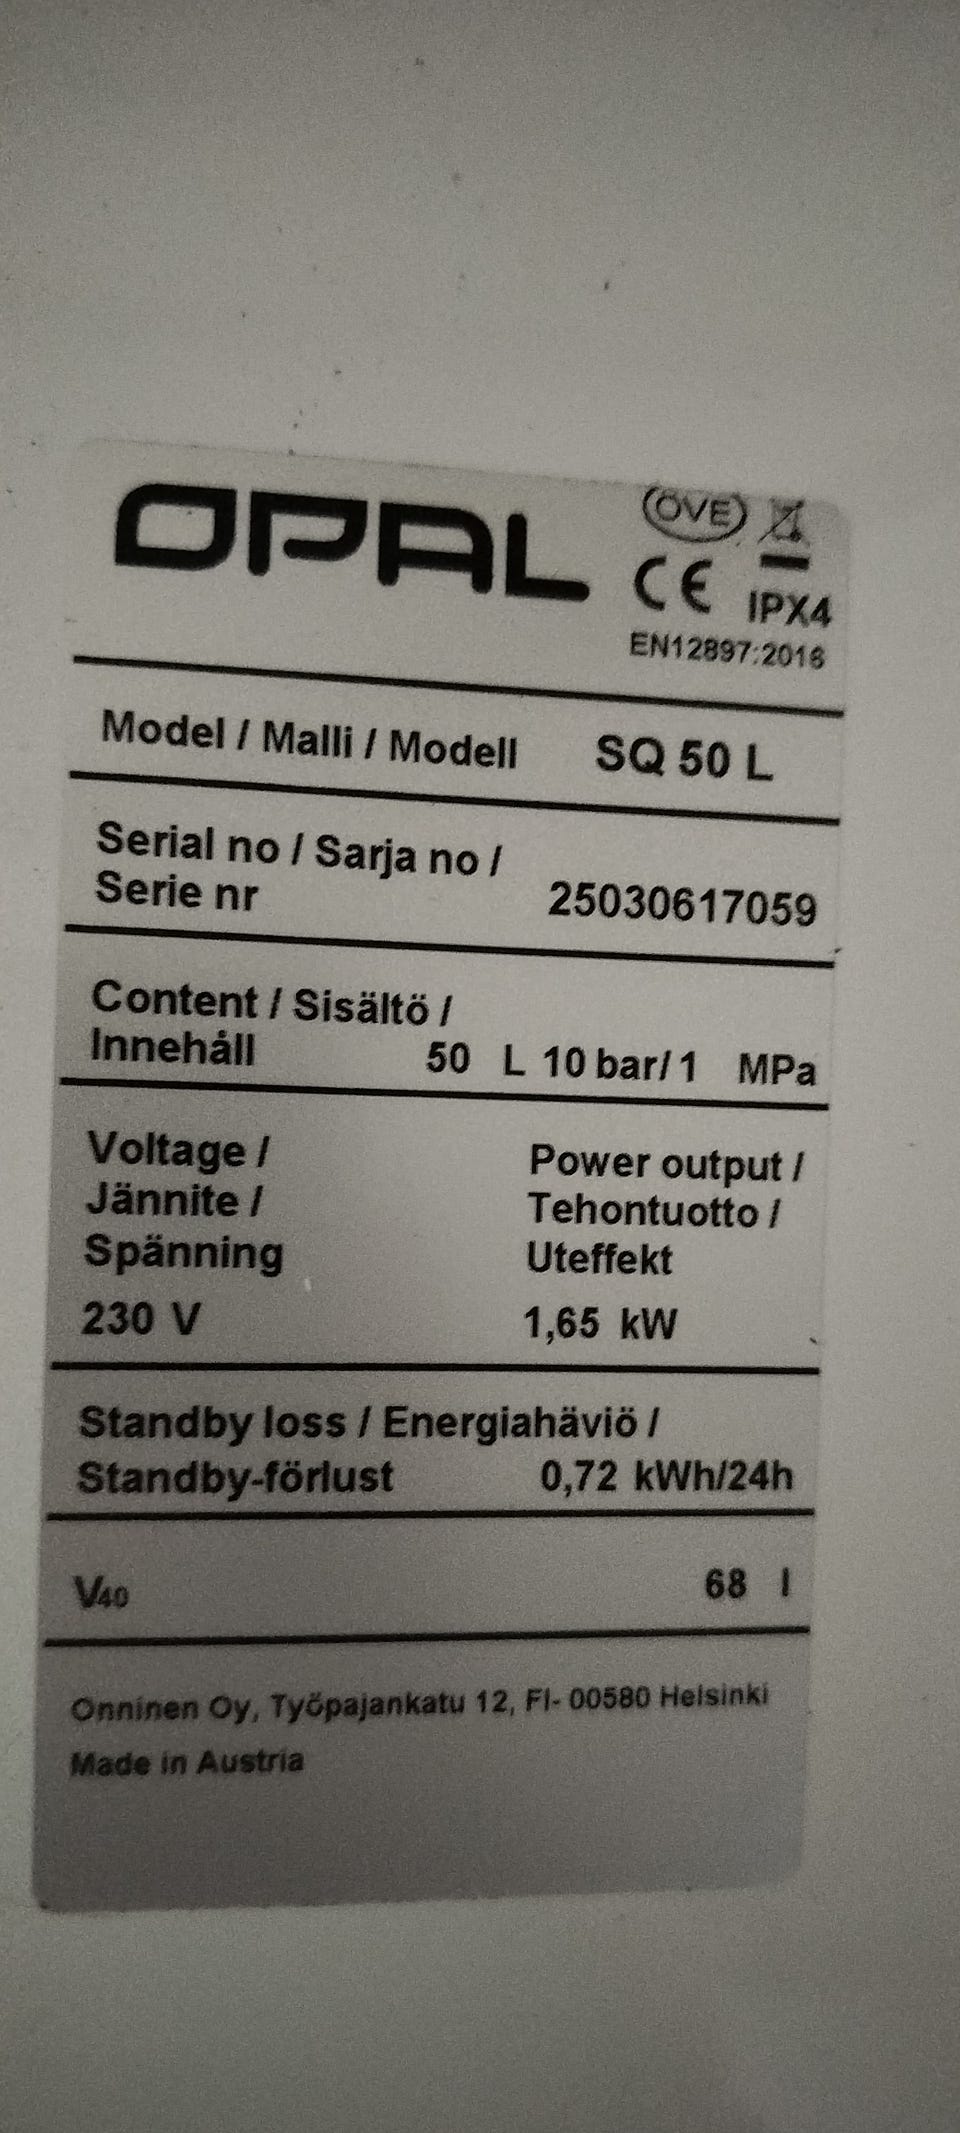 OPAL
OVE
CE IPX4
EN12897:2016
Model / Malli / Modell SQ 50 L
Serial no / Sarja no /
Serie nr 25030617059
Content / Sisältö /
Innehåll 50 L 10 bar/ 1 MPa
Voltage /
Jännite /
Spänning
230 V
Power output /
Tehontuotto /
Uteffekt
1,65 kW
Standby loss / Energiahäviö /
Standby-förlust 0,72 kWh/24h
V40 68 l
Onninen Oy, Työpajankatu 12, FI- 00580 Helsinki
Made in Austria